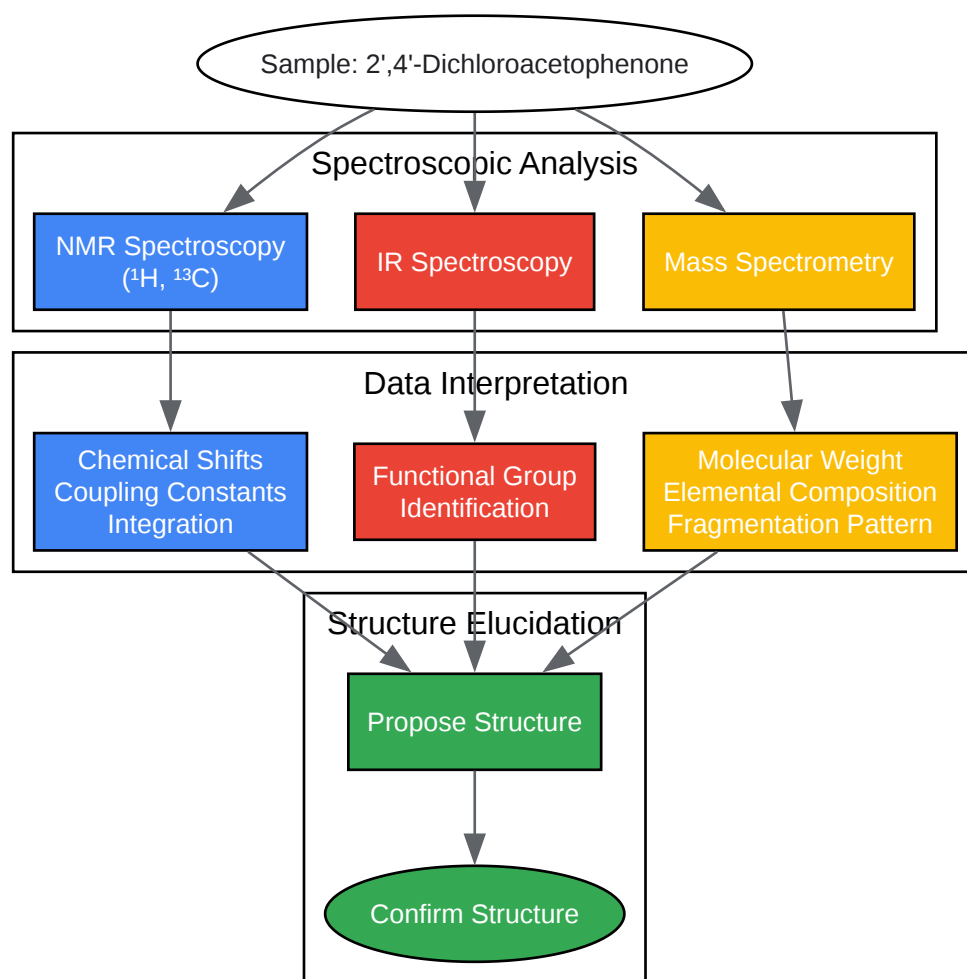 Sample: 2',4'-Dichloroacetophenone
Spectroscopic Analysis
NMR Spectroscopy
(¹H, ¹³C)
IR Spectroscopy
Mass Spectrometry
Data Interpretation
Chemical Shifts
Coupling Constants
Integration
Functional Group
Identification
Molecular Weight
Elemental Composition
Fragmentation Pattern
Structure Elucidation
Propose Structure
Confirm Structure